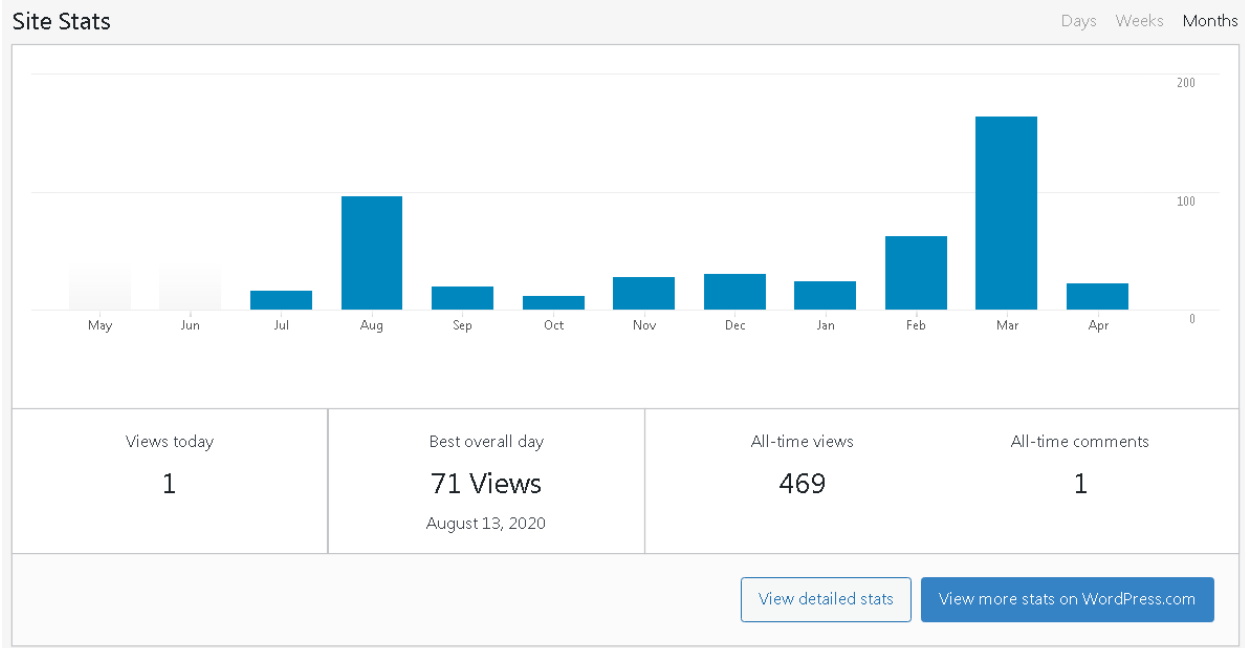 Site Stats
Days Weeks Months
200
100
0
May Jun Jul Aug Sep Oct Nov Dec Jan Feb Mar Apr
Views today
1
Best overall day
71 Views
August 13, 2020
All-time views
469
All-time comments
1
View detailed stats
View more stats on WordPress.com